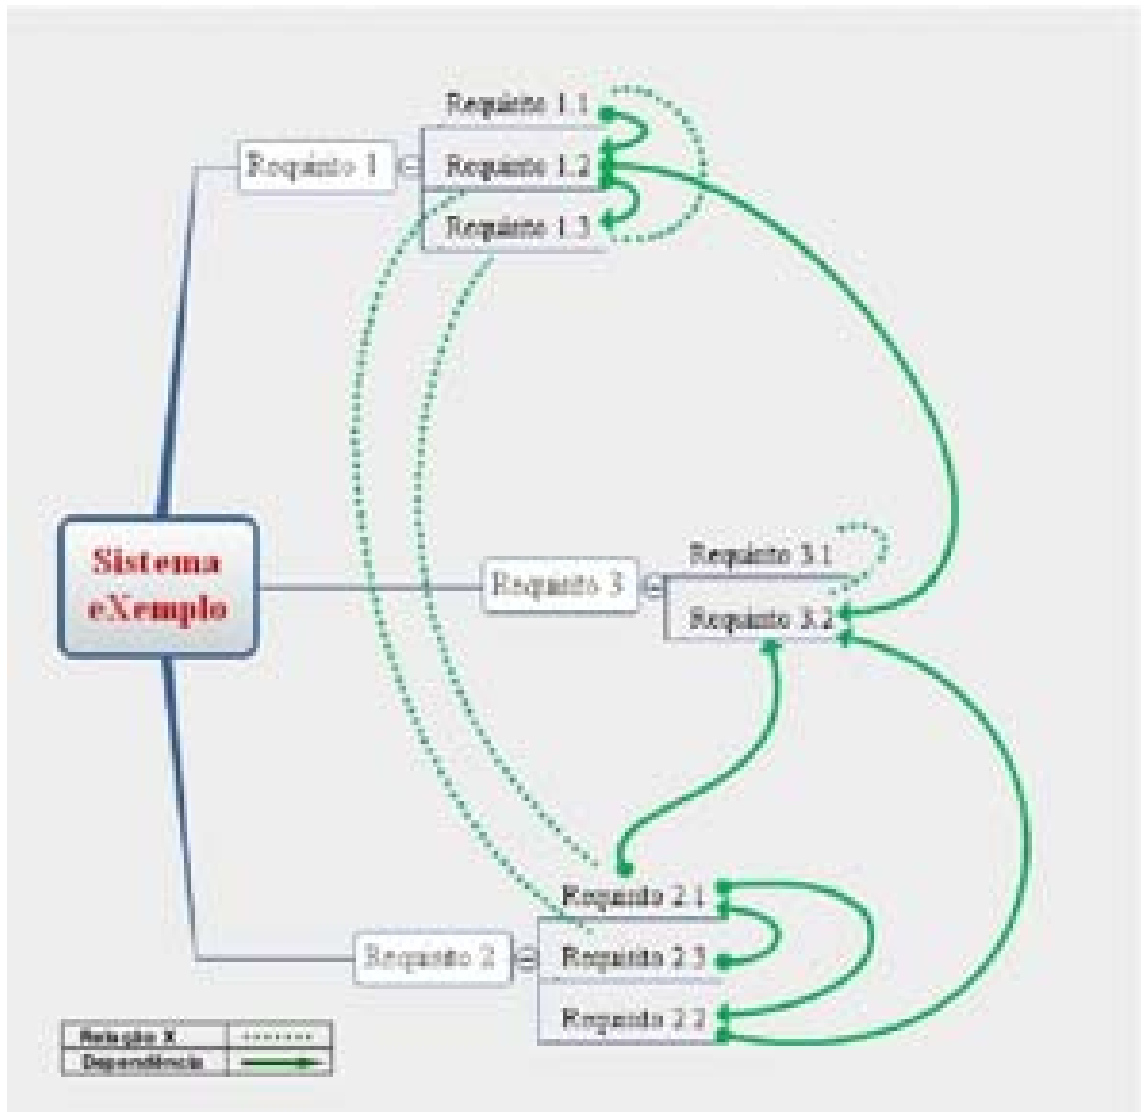 Requisito 1.1
Requisito 1
Requisito 1.2
Requisito 1.3
Sistema
eXemplo
Requisito 3.1
Requisito 3
Requisito 3.2
Requisito 2.1
Requisito 2
Requisito 2.3
Requisito 2.2
Relação X
Dependência